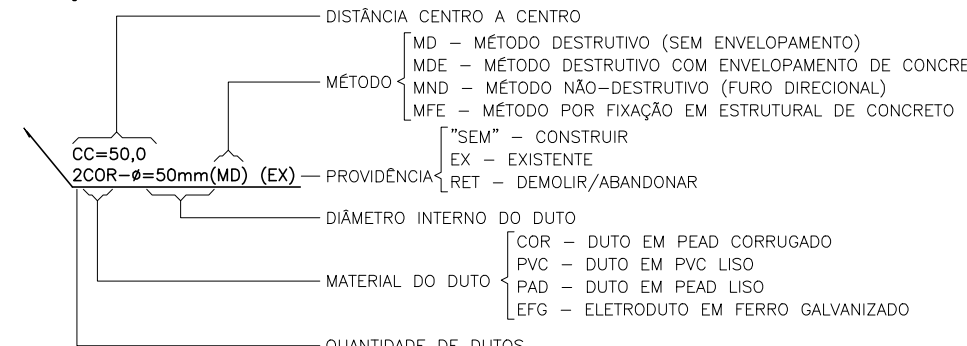 DISTÂNCIA CENTRO A CENTRO
MD – MÉTODO DESTRUTIVO (SEM ENVELOPAMENTO)
MDE – MÉTODO DESTRUTIVO COM ENVELOPAMENTO DE CONCRE
MÉTODO
MND – MÉTODO NÃO-DESTRUTIVO (FURO DIRECIONAL)
MFE – MÉTODO POR FIXAÇÃO EM ESTRUTURAL DE CONCRETO
"SEM" – CONSTRUIR
CC=50,0
EX – EXISTENTE
2COR-ø=50mm(MD) (EX)
PROVIDÊNCIA
RET – DEMOLIR/ABANDONAR
DIÂMETRO INTERNO DO DUTO
COR – DUTO EM PEAD CORRUGADO
PVC – DUTO EM PVC LISO
MATERIAL DO DUTO
PAD – DUTO EM PEAD LISO
EFG – ELETRODUTO EM FERRO GALVANIZADO
QUANTIDADE DE DUTOS